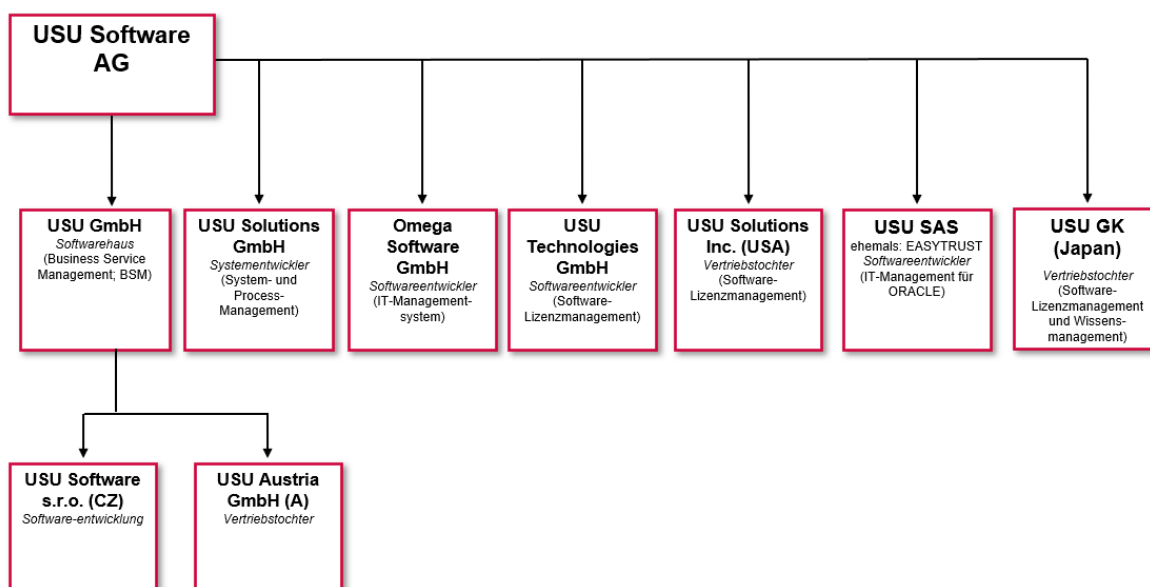 USU Software
AG
USU GmbH
Softwarehaus
(Business Service
Management; BSM)
USU Solutions
GmbH
Systementwickler
(System- und
Process-
Management)
Omega
Software
GmbH
Softwareentwickler
(IT-Management-
system)
USU
Technologies
GmbH
Softwareentwickler
(Software-
Lizenzmanagement)
USU Solutions
Inc. (USA)
Vertriebstochter
(Software-
Lizenzmanagement)
USU SAS
ehemals: EASYTRUST
Softwareentwickler
(IT-Management für
ORACLE)
USU GK
(Japan)
Vertriebstochter
(Software-
Lizenzmanagement
und Wissens-
management)
USU Software
s.r.o. (CZ)
Software-entwicklung
USU Austria
GmbH (A)
Vertriebstochter